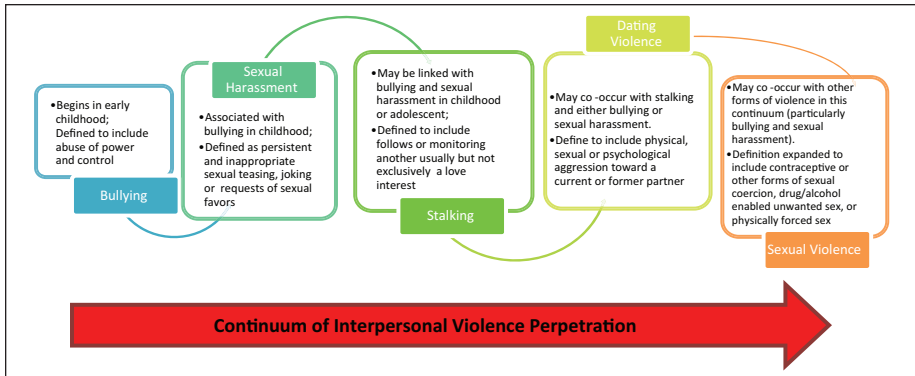 •Begins in early
childhood;
Defined to include
abuse of power
and control
Bullying
Sexual
Harassment
•Associated with
bullying in childhood;
•Defined as persistent
and inappropriate
sexual teasing, joking
or requests of sexual
favors
•May be linked with
bullying and sexual
harassment in childhood
or adolescent;
•Defined to include
follows or monitoring
another usually but not
exclusively a love
interest
Stalking
Dating
Violence
•May co -occur with stalking
and either bullying or
sexual harassment.
•Define to include physical,
sexual or psychological
aggression toward a
current or former partner
•May co -occur with other
forms of violence in this
continuum (particularly
bullying and sexual
harassment).
•Definition expanded to
include contraceptive or
other forms of sexual
coercion, drug/alcohol
enabled unwanted sex, or
physically forced sex
Sexual Violence
Continuum of Interpersonal Violence Perpetration